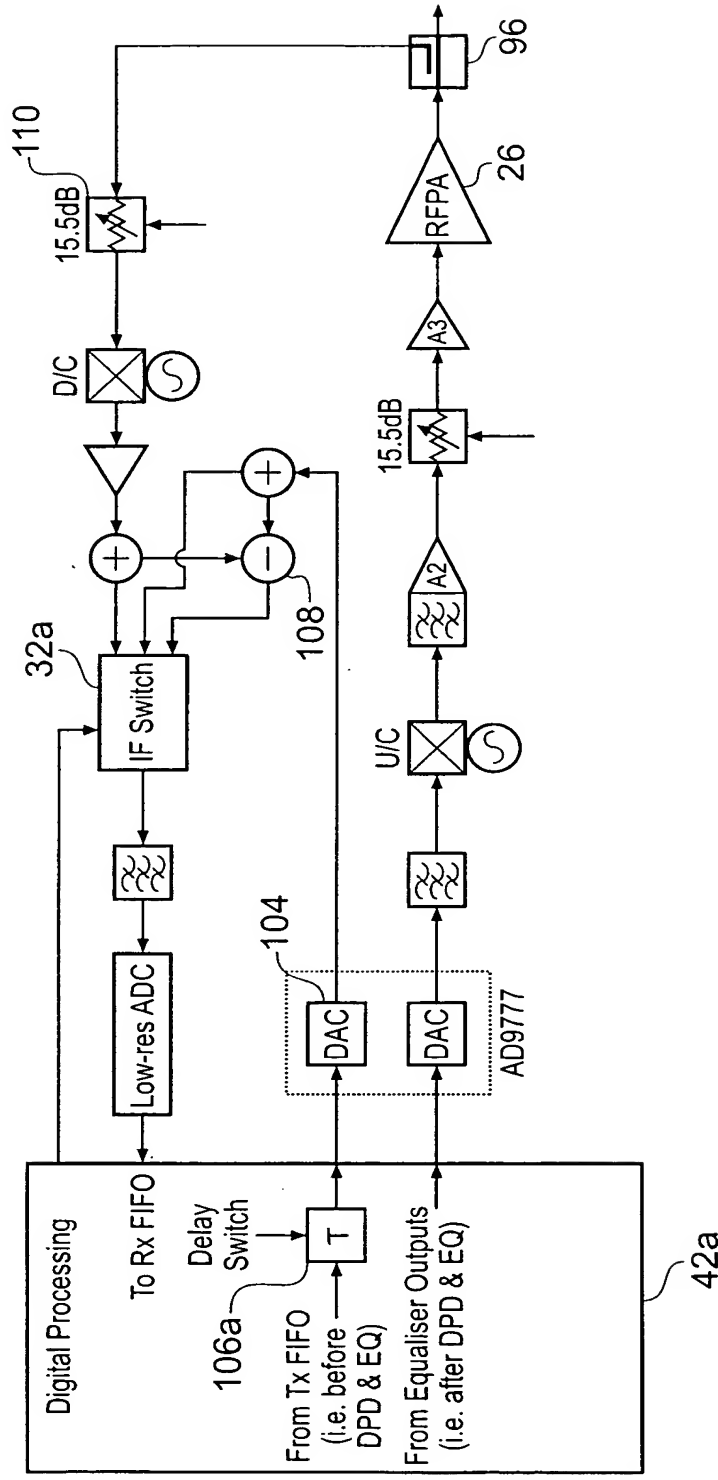 Digital Processing
To Rx FIFO
Delay
Switch
106a
τ
From Tx FIFO
(i.e. before
DPD & EQ)
From Equaliser Outputs
(i.e. after DPD & EQ)
42a
Low-res ADC
32a
IF Switch
104
DAC
DAC
AD9777
+
+
−
108
D/C
15.5dB
110
U/C
A2
15.5dB
A3
RFPA
26
96